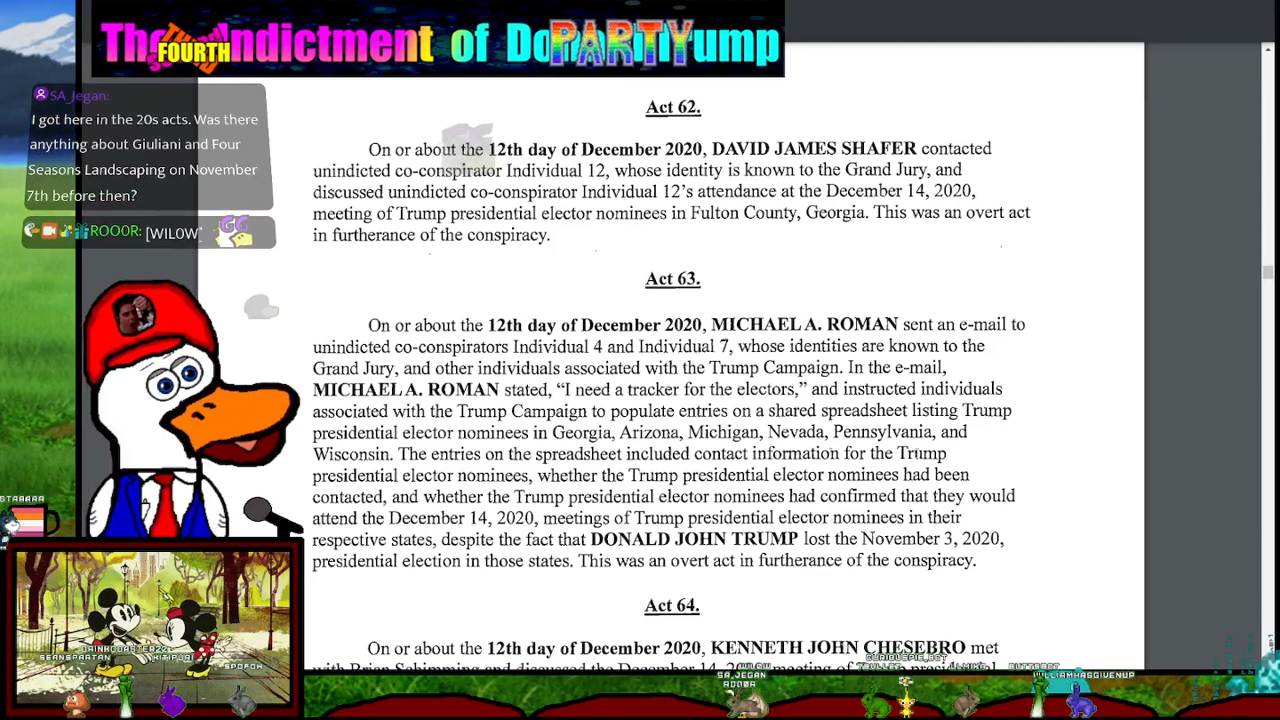 The Third Indictment of Donald Trump
FOURTH
PARTY
SA_Jegan:
I got here in the 20s acts. Was there
anything about Giuliani and Four
Seasons Landscaping on November
7th before then?
ROOOR: [WILOW]
GG
Act 62.
On or about the 12th day of December 2020, DAVID JAMES SHAFER contacted
unindicted co-conspirator Individual 12, whose identity is known to the Grand Jury, and
discussed unindicted co-conspirator Individual 12's attendance at the December 14, 2020,
meeting of Trump presidential elector nominees in Fulton County, Georgia. This was an overt act
in furtherance of the conspiracy.
Act 63.
On or about the 12th day of December 2020, MICHAEL A. ROMAN sent an e-mail to
unindicted co-conspirators Individual 4 and Individual 7, whose identities are known to the
Grand Jury, and other individuals associated with the Trump Campaign. In the e-mail,
MICHAEL A. ROMAN stated, “I need a tracker for the electors,” and instructed individuals
associated with the Trump Campaign to populate entries on a shared spreadsheet listing Trump
presidential elector nominees in Georgia, Arizona, Michigan, Nevada, Pennsylvania, and
Wisconsin. The entries on the spreadsheet included contact information for the Trump
presidential elector nominees, whether the Trump presidential elector nominees had been
contacted, and whether the Trump presidential elector nominees had confirmed that they would
attend the December 14, 2020, meetings of Trump presidential elector nominees in their
respective states, despite the fact that DONALD JOHN TRUMP lost the November 3, 2020,
presidential election in those states. This was an overt act in furtherance of the conspiracy.
Act 64.
On or about the 12th day of December 2020, KENNETH JOHN CHESEBRO met
SEANSPARTAN
KITIPURI
SPOFOH
WILOW
SA_JEGAN